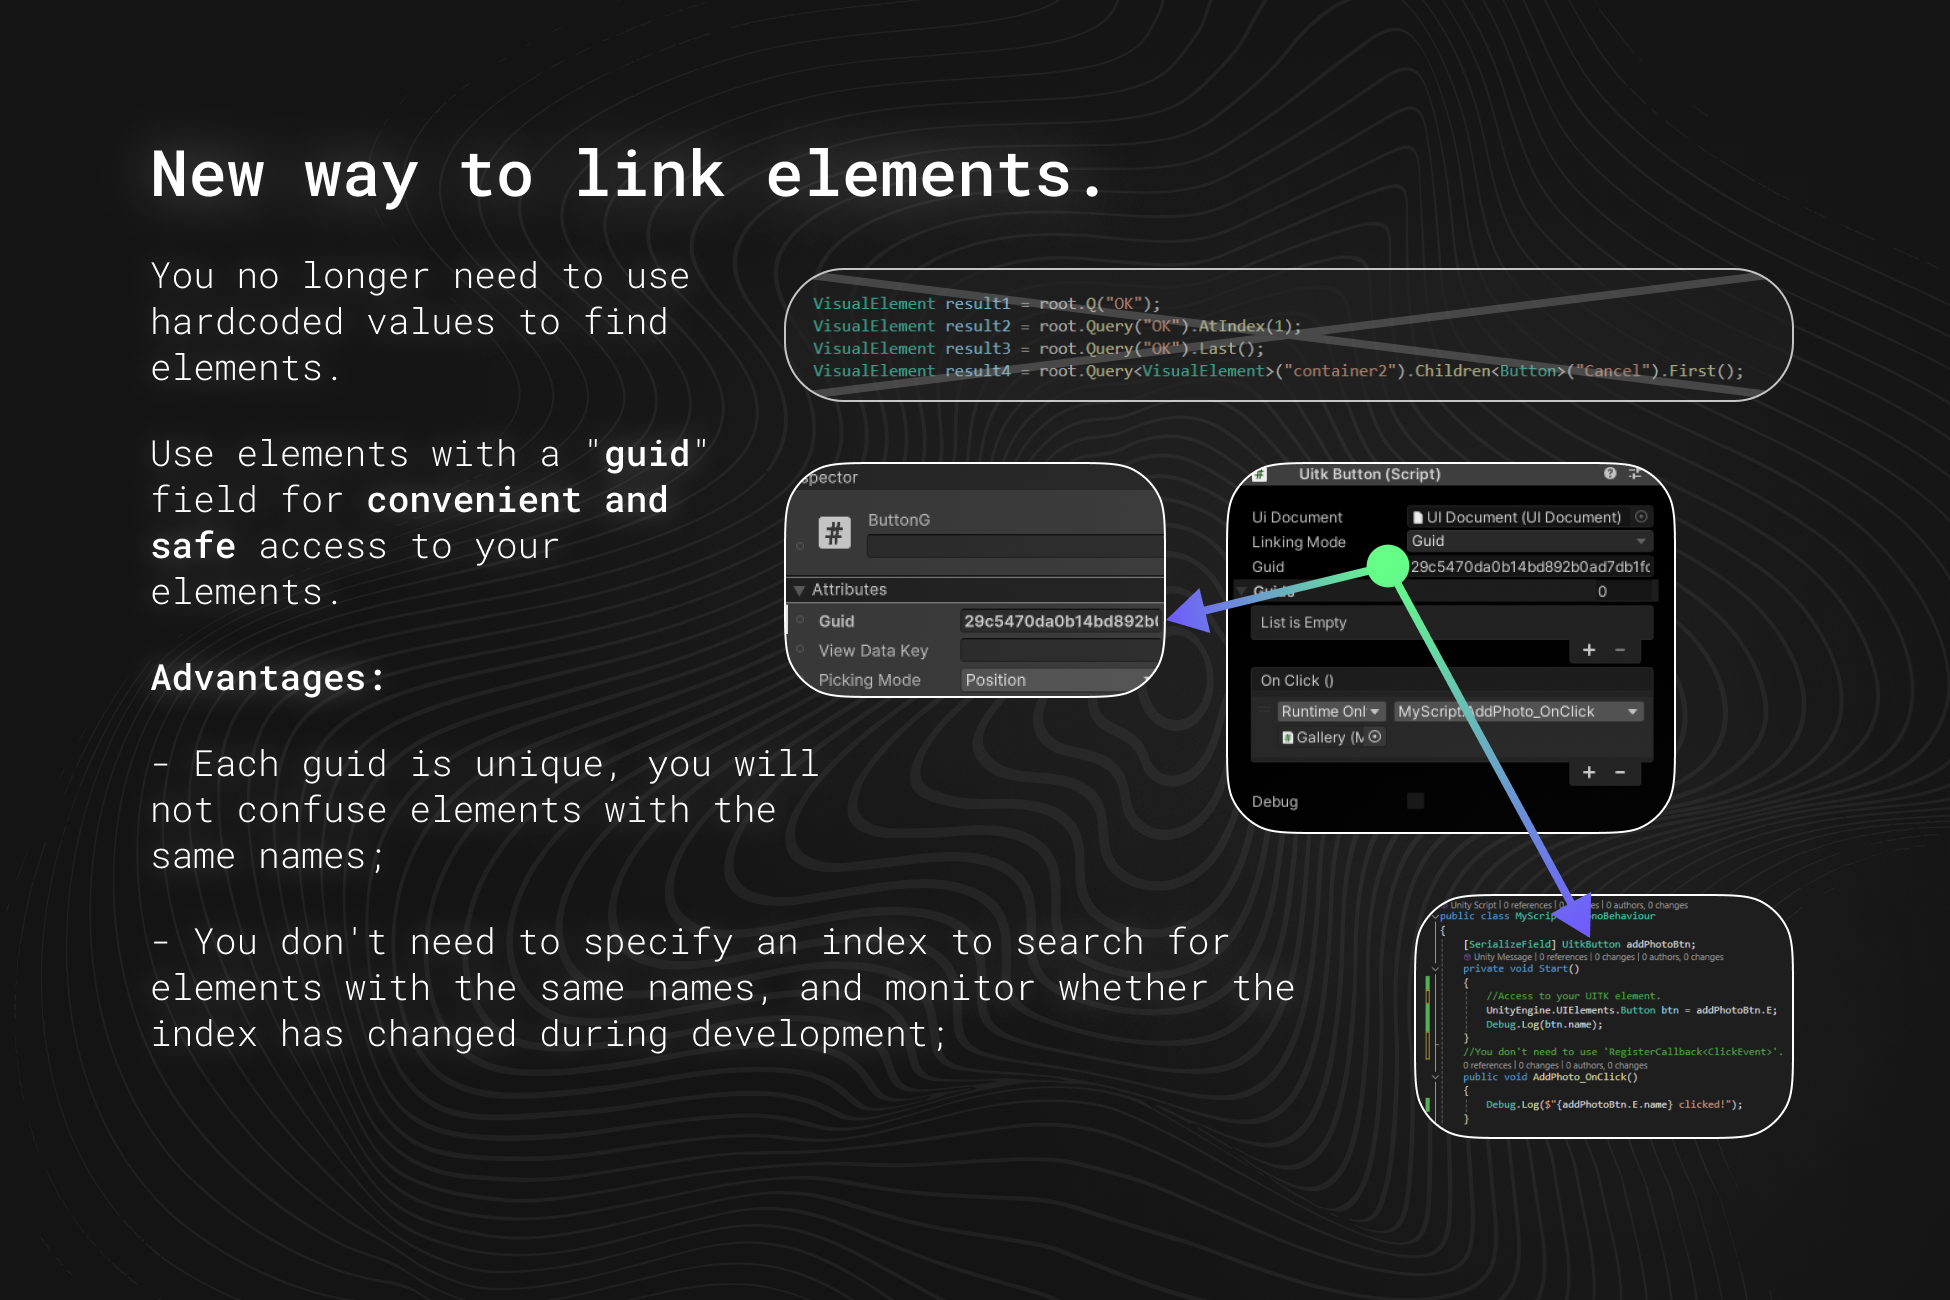 New way to link elements.
You no longer need to use
hardcoded values to find
elements.
Use elements with a "guid"
field for convenient and
safe access to your
elements.
Advantages:
- Each guid is unique, you will
not confuse elements with the
same names;
- You don't need to specify an index to search for
elements with the same names, and monitor whether the
index has changed during development;
VisualElement result1 = root.Q("OK");
VisualElement result2 = root.Query("OK").AtIndex(1);
VisualElement result3 = root.Query("OK").Last();
VisualElement result4 = root.Query<VisualElement>("container2").Children<Button>("Cancel").First();
spector
# ButtonG
Attributes
Guid 29c5470da0b14bd892b
View Data Key
Picking Mode Position
# Uitk Button (Script)
Ui Document UI Document (UI Document)
Linking Mode Guid
Guid 29c5470da0b14bd892b0ad7db1f
Guids 0
List is Empty
+ -
On Click ()
Runtime Onl MyScript.AddPhoto_OnClick
Gallery (M
+ -
Debug
Unity Script | 0 references | 0 | 0 authors, 0 changes
public class MyScript
{
[SerializeField] UitkButton addPhotoBtn;
Unity Message | 0 references | 0 changes | 0 authors, 0 changes
private void Start()
{
//Access to your UITK element.
UnityEngine.UIElements.Button btn = addPhotoBtn.E;
Debug.Log(btn.name);
}
//You don't need to use 'RegisterCallback<ClickEvent>'.
0 references | 0 changes | 0 authors, 0 changes
public void AddPhoto_OnClick()
{
Debug.Log($"{addPhotoBtn.E.name} clicked!");
}